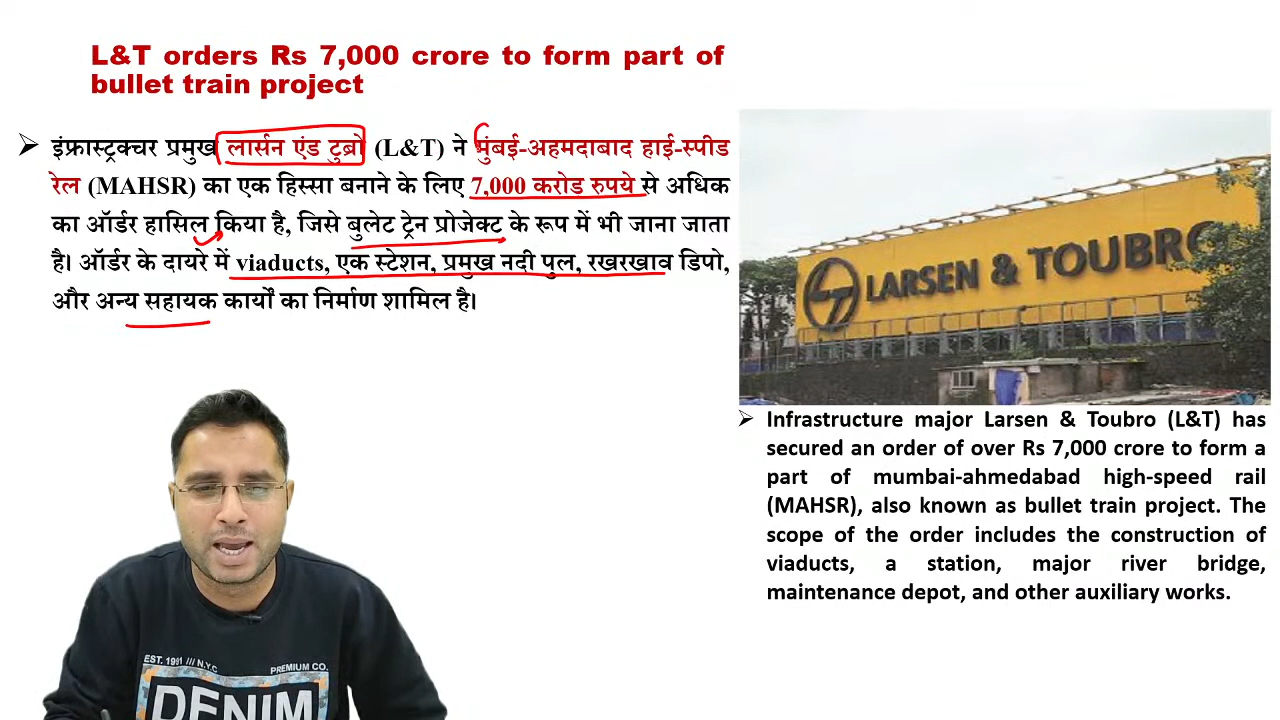 L&T orders Rs 7,000 crore to form part of
bullet train project
इंफ्रास्ट्रक्चर प्रमुख लार्सन एंड टुब्रो (L&T) ने मुंबई-अहमदाबाद हाई-स्पीड
रेल (MAHSR) का एक हिस्सा बनाने के लिए 7,000 करोड रुपये से अधिक
का ऑर्डर हासिल किया है, जिसे बुलेट ट्रेन प्रोजेक्ट के रूप में भी जाना जाता
है। ऑर्डर के दायरे में viaducts, एक स्टेशन, प्रमुख नदी पुल, रखरखाव डिपो,
और अन्य सहायक कार्यों का निर्माण शामिल है।
LARSEN & TOUBRO
Infrastructure major Larsen & Toubro (L&T) has
secured an order of over Rs 7,000 crore to form a
part of mumbai-ahmedabad high-speed rail
(MAHSR), also known as bullet train project. The
scope of the order includes the construction of
viaducts, a station, major river bridge,
maintenance depot, and other auxiliary works.
EST. 1981 /// N.Y.C
PREMIUM CO.
DENIM